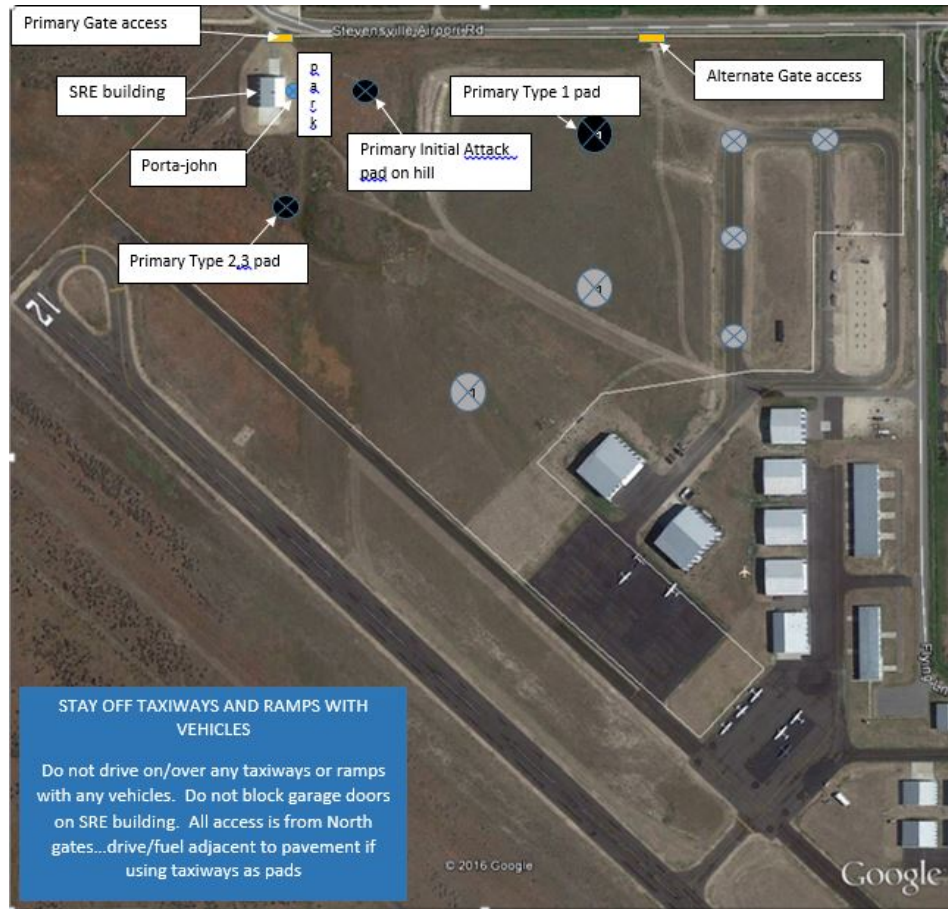 Primary Gate access
Stevensville Airport Rd
SRE building
park
Primary Type 1 pad
Alternate Gate access
Porta-john
Primary Initial Attack
pad on hill
1
Primary Type 2,3 pad
1
12
1
STAY OFF TAXIWAYS AND RAMPS WITH
VEHICLES
Do not drive on/over any taxiways or ramps
with any vehicles. Do not block garage doors
on SRE building. All access is from North
gates...drive/fuel adjacent to pavement if
using taxiways as pads
© 2016 Google
Google